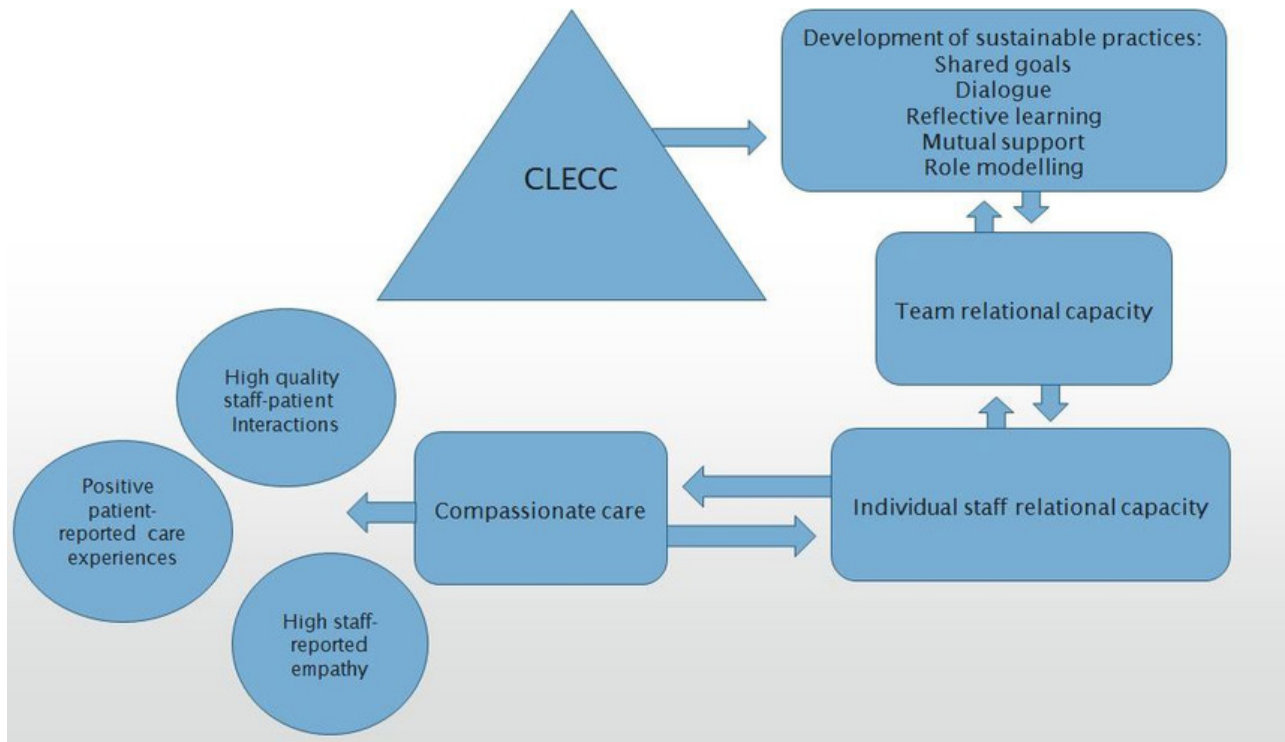 CLECC
Development of sustainable practices:
Shared goals
Dialogue
Reflective learning
Mutual support
Role modelling
Team relational capacity
Individual staff relational capacity
Compassionate care
High quality
staff-patient
Interactions
Positive
patient-
reported care
experiences
High staff-
reported
empathy